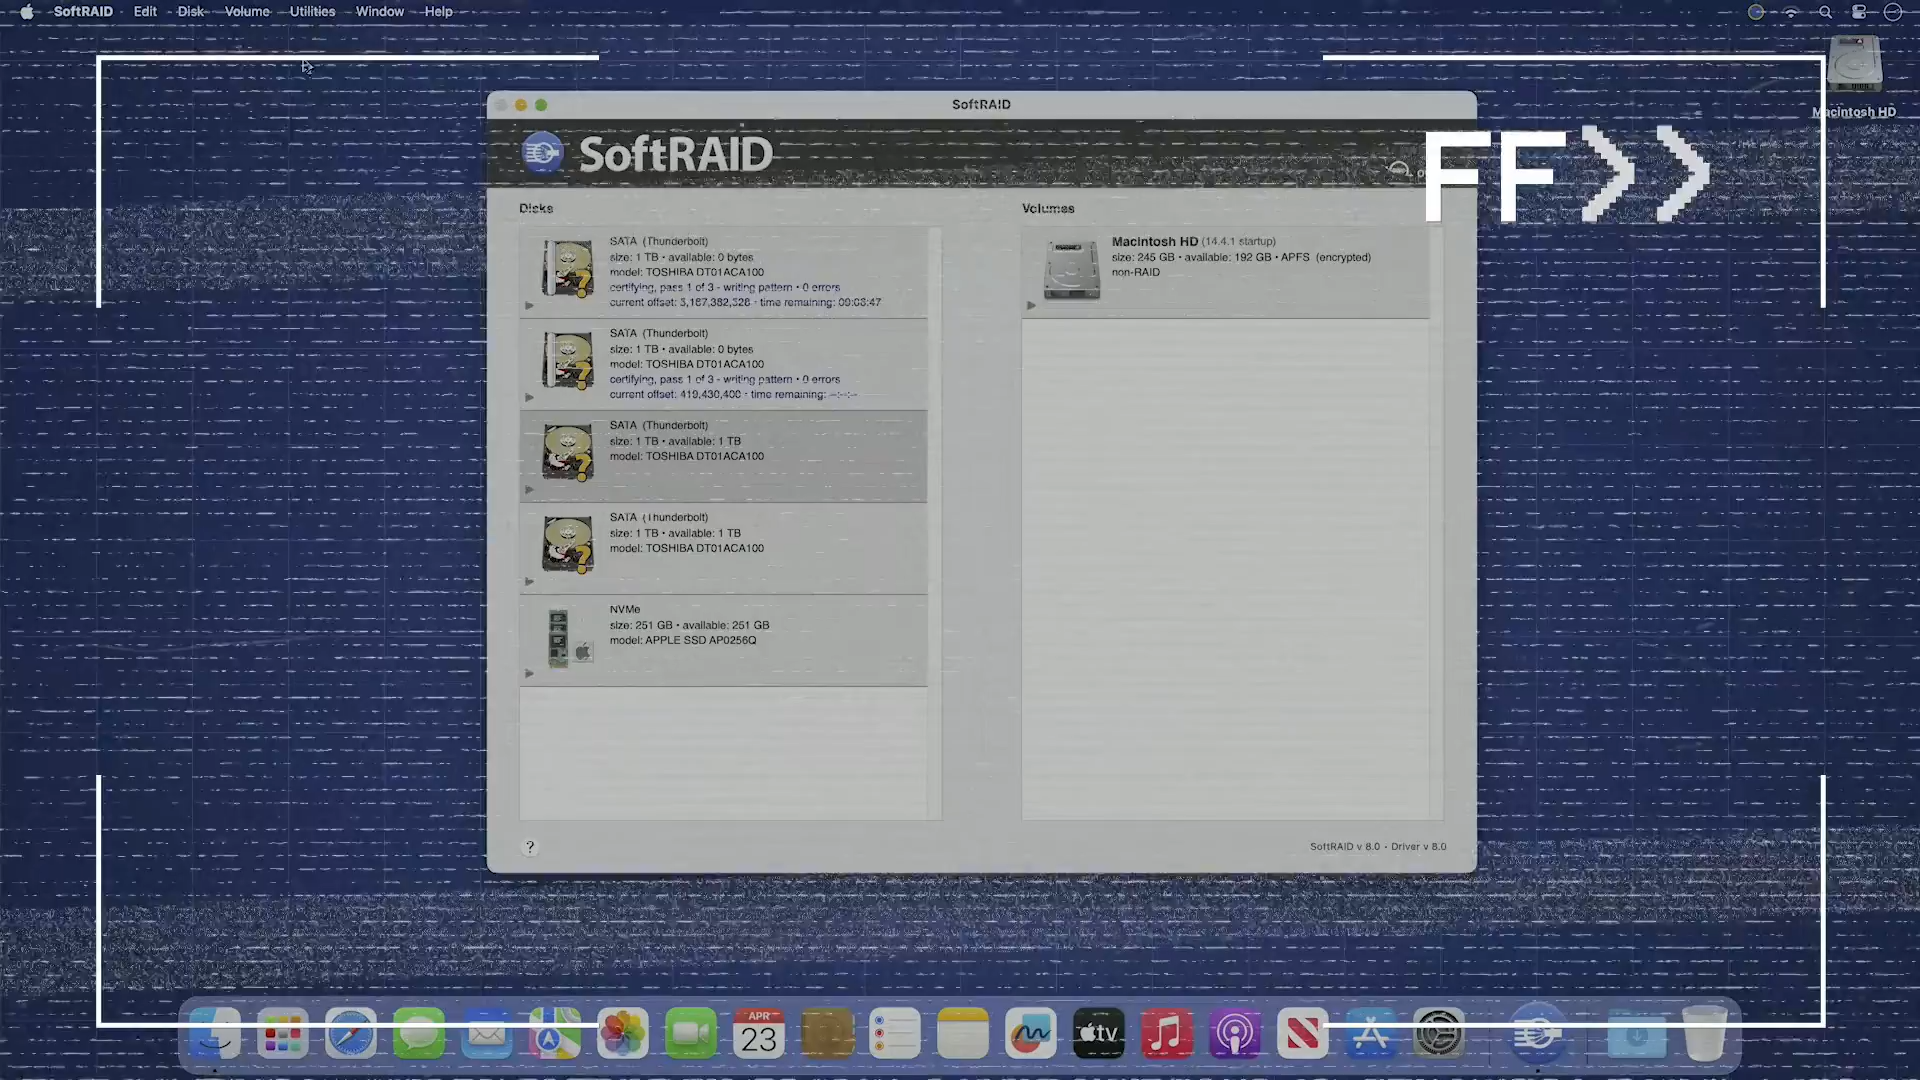 SoftRAID Edit Disk Volume Utilities Window Help
Macintosh HD
SoftRAID
SoftRAID
FF
Disks
SATA (Thunderbolt)
size: 1 TB • available: 0 bytes
model: TOSHIBA DT01ACA100
certifying, pass 1 of 3 - writing pattern • 0 errors
current offset: 3,187,382,328 - time remaining: 00:03:47
SATA (Thunderbolt)
size: 1 TB • available: 0 bytes
model: TOSHIBA DT01ACA100
certifying, pass 1 of 3 - writing pattern • 0 errors
current offset: 419,430,400 - time remaining: --:--:--
SATA (Thunderbolt)
size: 1 TB • available: 1 TB
model: TOSHIBA DT01ACA100
SATA (Thunderbolt)
size: 1 TB • available: 1 TB
model: TOSHIBA DT01ACA100
NVMe
size: 251 GB • available: 251 GB
model: APPLE SSD AP0256Q
Volumes
Macintosh HD (14.4.1 startup)
size: 245 GB • available: 192 GB • APFS (encrypted)
non-RAID
?
SoftRAID v 8.0 • Driver v 8.0
APR
23
tv